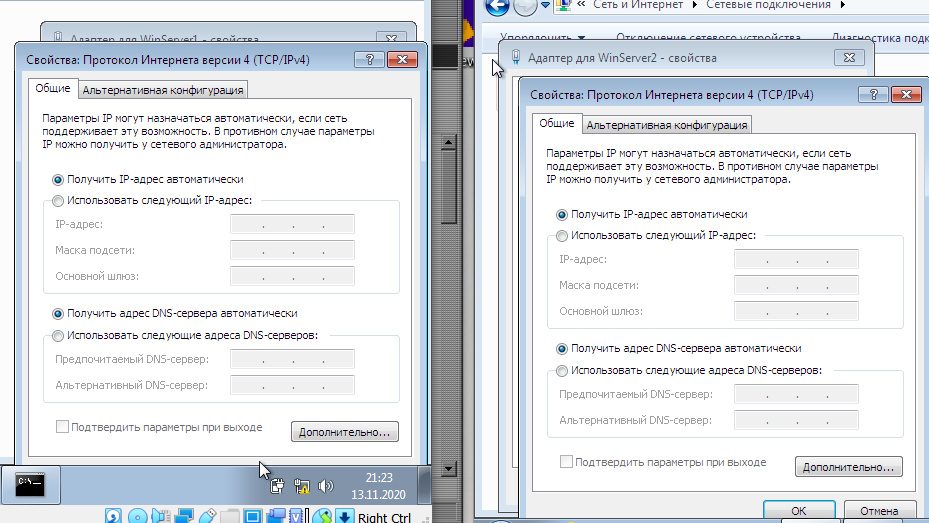 Адаптер для WinServer1 - свойства
Свойства: Протокол Интернета версии 4 (TCP/IPv4)
Общие
Альтернативная конфигурация
Параметры IP могут назначаться автоматически, если сеть
поддерживает эту возможность. В противном случае параметры
IP можно получить у сетевого администратора.
Получить IP-адрес автоматически
Использовать следующий IP-адрес:
IP-адрес:
Маска подсети:
Основной шлюз:
Получить адрес DNS-сервера автоматически
Использовать следующие адреса DNS-серверов:
Предпочитаемый DNS-сервер:
Альтернативный DNS-сервер:
Подтвердить параметры при выходе
Дополнительно...
C:\_
21:23
13.11.2020
Right Ctrl
« Сеть и Интернет
Сетевые подключения
Упорядочить
Отключение сетевого устройства
Диагностика
Адаптер для WinServer2 - свойства
Свойства: Протокол Интернета версии 4 (TCP/IPv4)
Общие
Альтернативная конфигурация
Параметры IP могут назначаться автоматически, если сеть
поддерживает эту возможность. В противном случае параметры
IP можно получить у сетевого администратора.
Получить IP-адрес автоматически
Использовать следующий IP-адрес:
IP-адрес:
Маска подсети:
Основной шлюз:
Получить адрес DNS-сервера автоматически
Использовать следующие адреса DNS-серверов:
Предпочитаемый DNS-сервер:
Альтернативный DNS-сервер:
Подтвердить параметры при выходе
Дополнительно...
ОК
Отмена